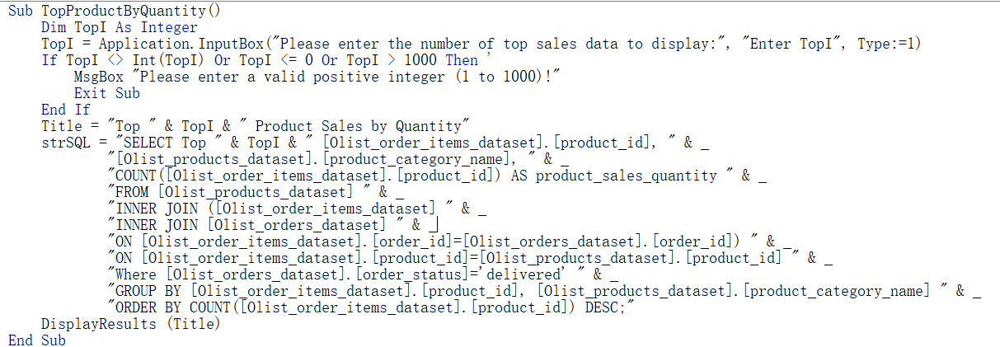 Sub TopProductByQuantity()
    Dim TopI As Integer
    TopI = Application.InputBox("Please enter the number of top sales data to display:", "Enter TopI", Type:=1)
    If TopI <> Int(TopI) Or TopI <= 0 Or TopI > 1000 Then '
        MsgBox "Please enter a valid positive integer (1 to 1000)!"
        Exit Sub
    End If
    Title = "Top " & TopI & " Product Sales by Quantity"
    strSQL = "SELECT Top " & TopI & " [Olist_order_items_dataset].[product_id], " & _
            "[Olist_products_dataset].[product_category_name], " & _
            "COUNT([Olist_order_items_dataset].[product_id]) AS product_sales_quantity " & _
            "FROM [Olist_products_dataset] " & _
            "INNER JOIN ([Olist_order_items_dataset] " & _
            "INNER JOIN [Olist_orders_dataset] " & _
            "ON [Olist_order_items_dataset].[order_id]=[Olist_orders_dataset].[order_id]) " & _
            "ON [Olist_order_items_dataset].[product_id]=[Olist_products_dataset].[product_id] " & _
            "Where [Olist_orders_dataset].[order_status]='delivered' " & _
            "GROUP BY [Olist_order_items_dataset].[product_id], [Olist_products_dataset].[product_category_name] " & _
            "ORDER BY COUNT([Olist_order_items_dataset].[product_id]) DESC;"
    DisplayResults (Title)
End Sub